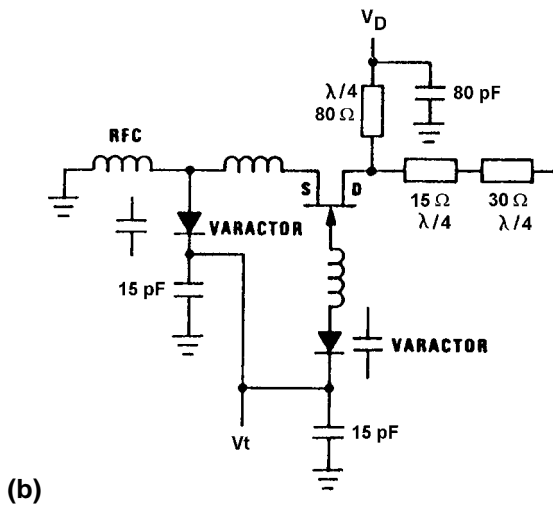 V_D
λ/4
80 Ω
80 pF
RFC
S
D
15 Ω
λ/4
30 Ω
λ/4
VARACTOR
15 pF
VARACTOR
Vt
15 pF
(b)